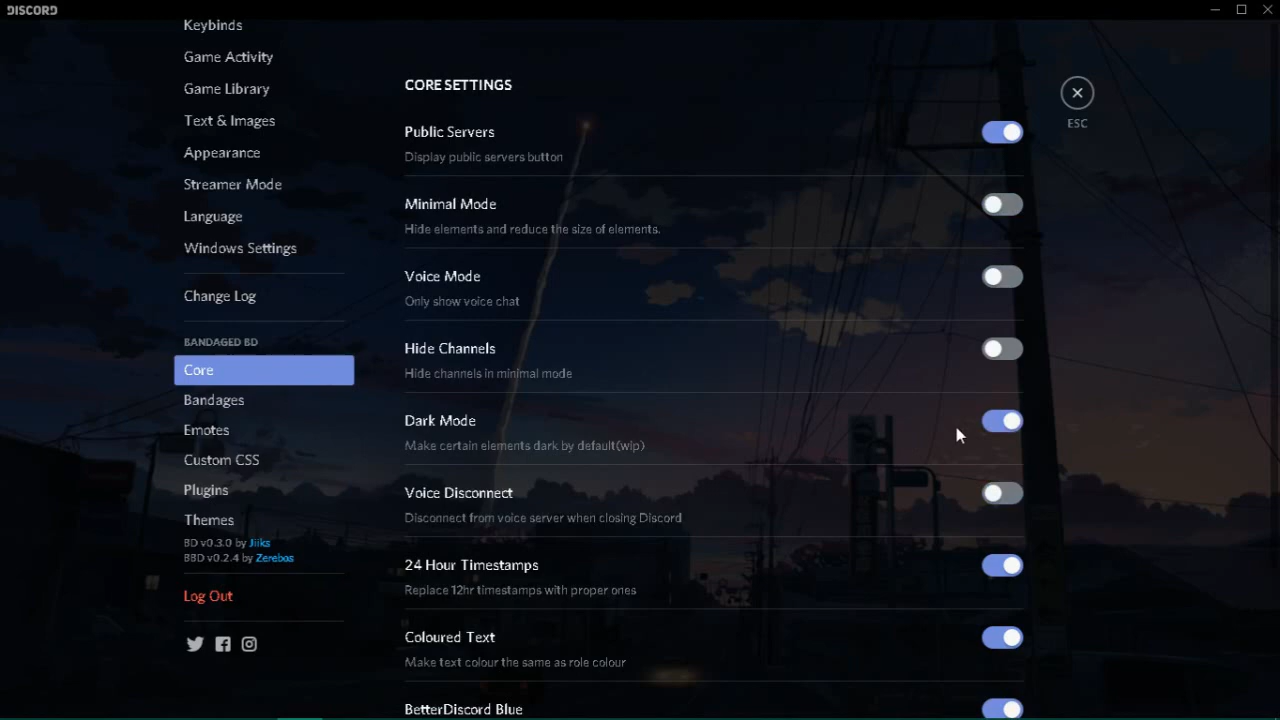 DISCORD
Keybinds
Game Activity
Game Library
Text & Images
Appearance
Streamer Mode
Language
Windows Settings
Change Log
BANDAGED BD
Core
Bandages
Emotes
Custom CSS
Plugins
Themes
BD v0.3.0 by Jiiks
BBD v0.2.4 by Zerebos
Log Out
CORE SETTINGS
Public Servers
Display public servers button
Minimal Mode
Hide elements and reduce the size of elements.
Voice Mode
Only show voice chat
Hide Channels
Hide channels in minimal mode
Dark Mode
Make certain elements dark by default(wip)
Voice Disconnect
Disconnect from voice server when closing Discord
24 Hour Timestamps
Replace 12hr timestamps with proper ones
Coloured Text
Make text colour the same as role colour
BetterDiscord Blue
ESC